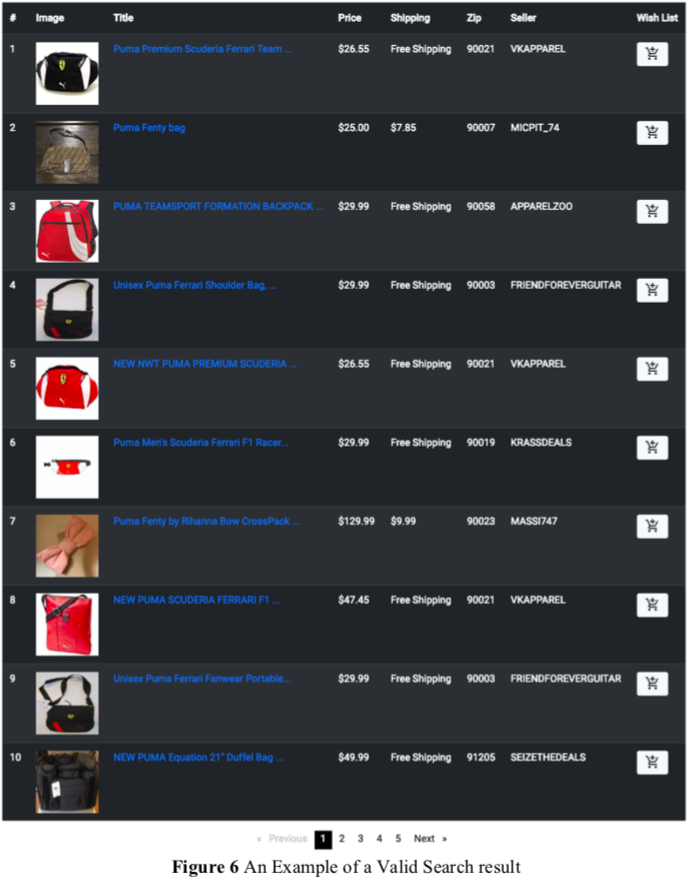 # Image Title Price Shipping Zip Seller Wish List
1 Puma Premium Scuderia Ferrari Team ... $26.55 Free Shipping 90021 VKAPPAREL
2 Puma Fenty bag $25.00 $7.85 90007 MICPIT_74
3 PUMA TEAMSPORT FORMATION BACKPACK ... $29.99 Free Shipping 90058 APPARELZOO
4 Unisex Puma Ferrari Shoulder Bag, ... $29.99 Free Shipping 90003 FRIENDFOREVERGUITAR
5 NEW NWT PUMA PREMIUM SCUDERIA ... $26.55 Free Shipping 90021 VKAPPAREL
6 Puma Men's Scuderia Ferrari F1 Racer... $29.99 Free Shipping 90019 KRASSDEALS
7 Puma Fenty by Rihanna Bow CrossPack ... $129.99 $9.99 90023 MASSI747
8 NEW PUMA SCUDERIA FERRARI F1 ... $47.45 Free Shipping 90021 VKAPPAREL
9 Unisex Puma Ferrari Fanwear Portable... $29.99 Free Shipping 90003 FRIENDFOREVERGUITAR
10 NEW PUMA Equation 21" Duffel Bag ... $49.99 Free Shipping 91205 SEIZETHEDEALS
« Previous 1 2 3 4 5 Next »
Figure 6 An Example of a Valid Search result